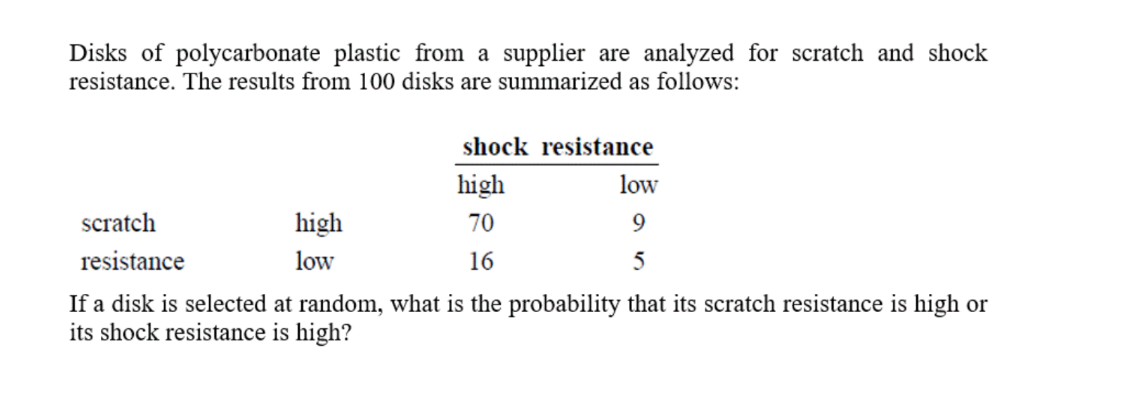 Disks of polycarbonate plastic from a supplier are analyzed for scratch and shock
resistance. The results from 100 disks are summarized as follows:
shock resistance
high low
scratch high 70 9
resistance low 16 5
If a disk is selected at random, what is the probability that its scratch resistance is high or
its shock resistance is high?